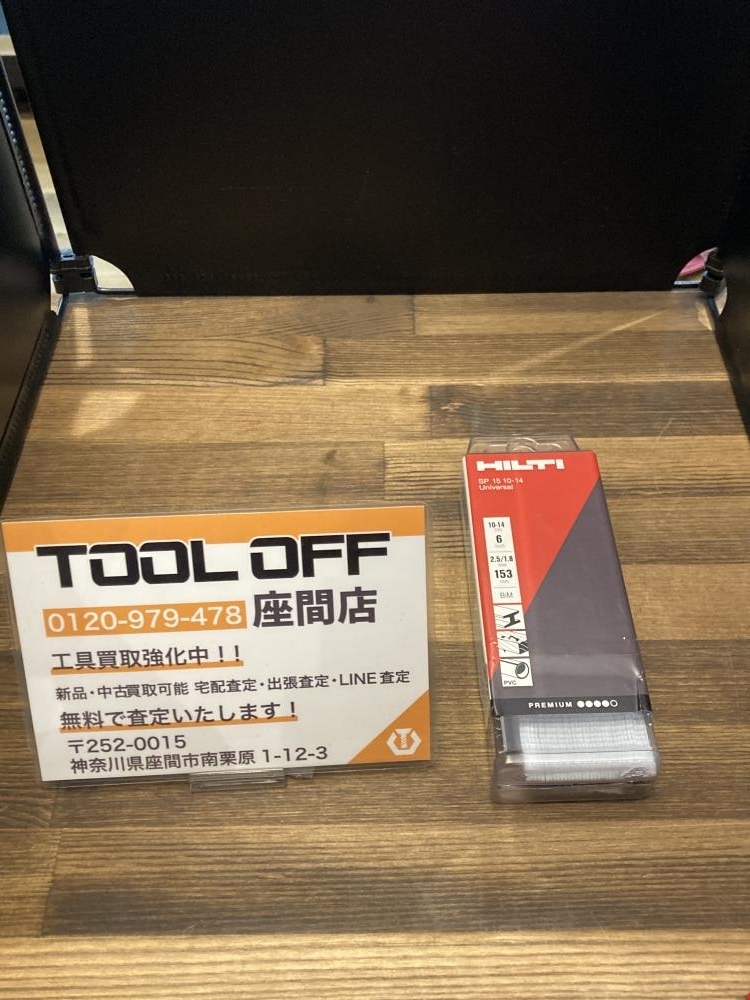 TOOL OFF
0120-979-478 座間店
工具買取強化中!!
新品・中古買取可能 宅配査定・出張査定・LINE査定
無料で査定いたします!
〒252-0015
神奈川県座間市南栗原 1-12-3
HILTI
SP 15 10-14
Universal
10-14
TPI
6
inch
2.5/1.8
mm
153
mm
BiM
PVC
PREMIUM